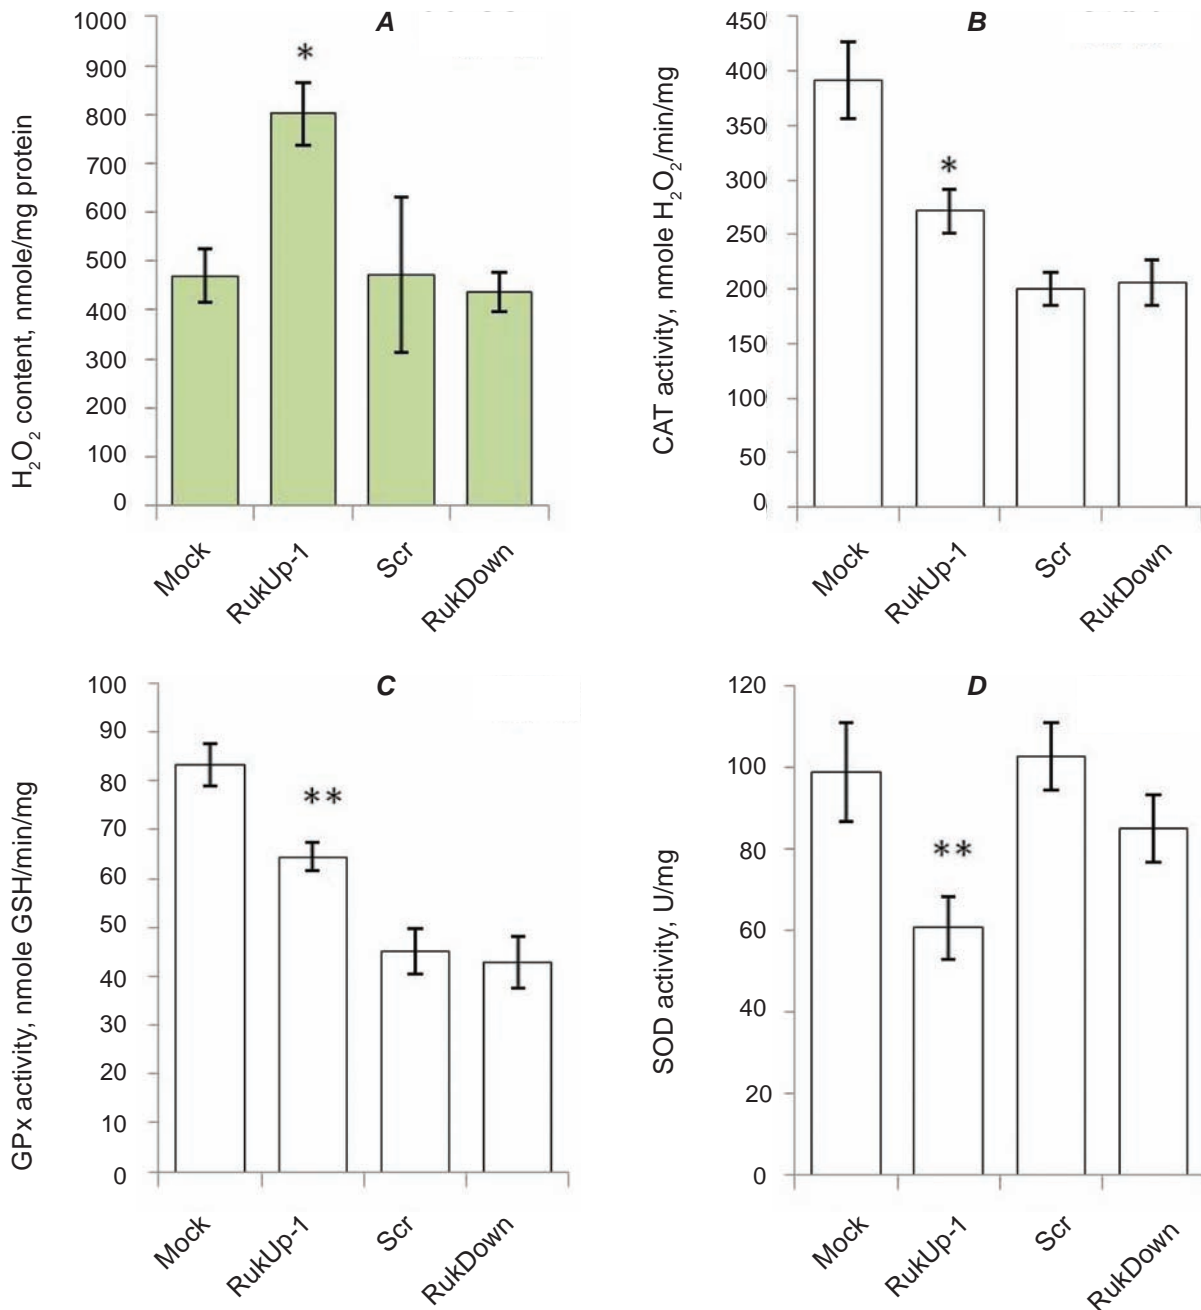 A
H₂O₂ content, nmole/mg protein
1000
900
800
700
600
500
400
300
200
100
0
*
Mock
RukUp-1
Scr
RukDown
B
CAT activity, nmole H₂O₂/min/mg
450
400
350
300
250
200
150
100
50
0
*
Mock
RukUp-1
Scr
RukDown
C
GPx activity, nmole GSH/min/mg
100
90
80
70
60
50
40
30
20
10
0
**
Mock
RukUp-1
Scr
RukDown
D
SOD activity, U/mg
120
100
80
60
40
20
0
**
Mock
RukUp-1
Scr
RukDown